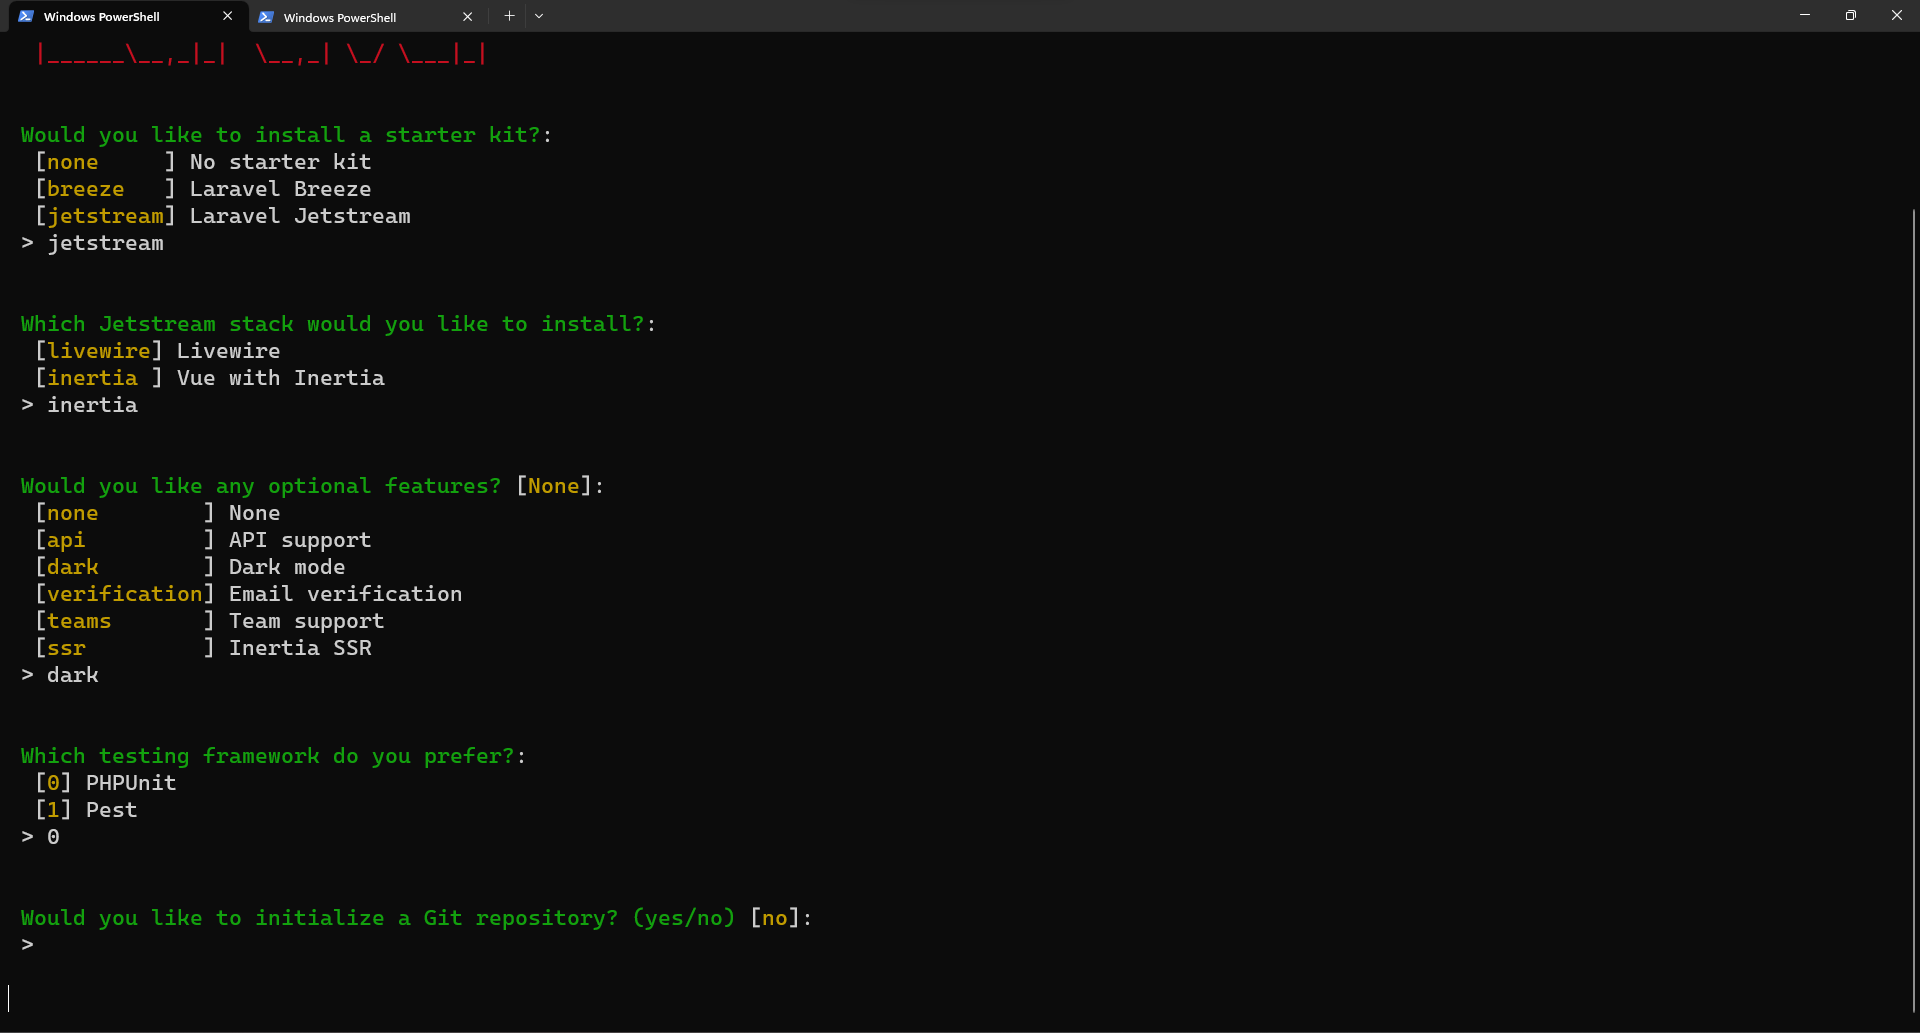 Windows PowerShell
Windows PowerShell
|______\__,_|_|  \__,_| \_/ \___|_|
Would you like to install a starter kit?:
[none     ] No starter kit
[breeze   ] Laravel Breeze
[jetstream] Laravel Jetstream
> jetstream
Which Jetstream stack would you like to install?:
[livewire] Livewire
[inertia ] Vue with Inertia
> inertia
Would you like any optional features? [None]:
[none        ] None
[api         ] API support
[dark        ] Dark mode
[verification] Email verification
[teams       ] Team support
[ssr         ] Inertia SSR
> dark
Which testing framework do you prefer?:
[0] PHPUnit
[1] Pest
> 0
Would you like to initialize a Git repository? (yes/no) [no]:
>